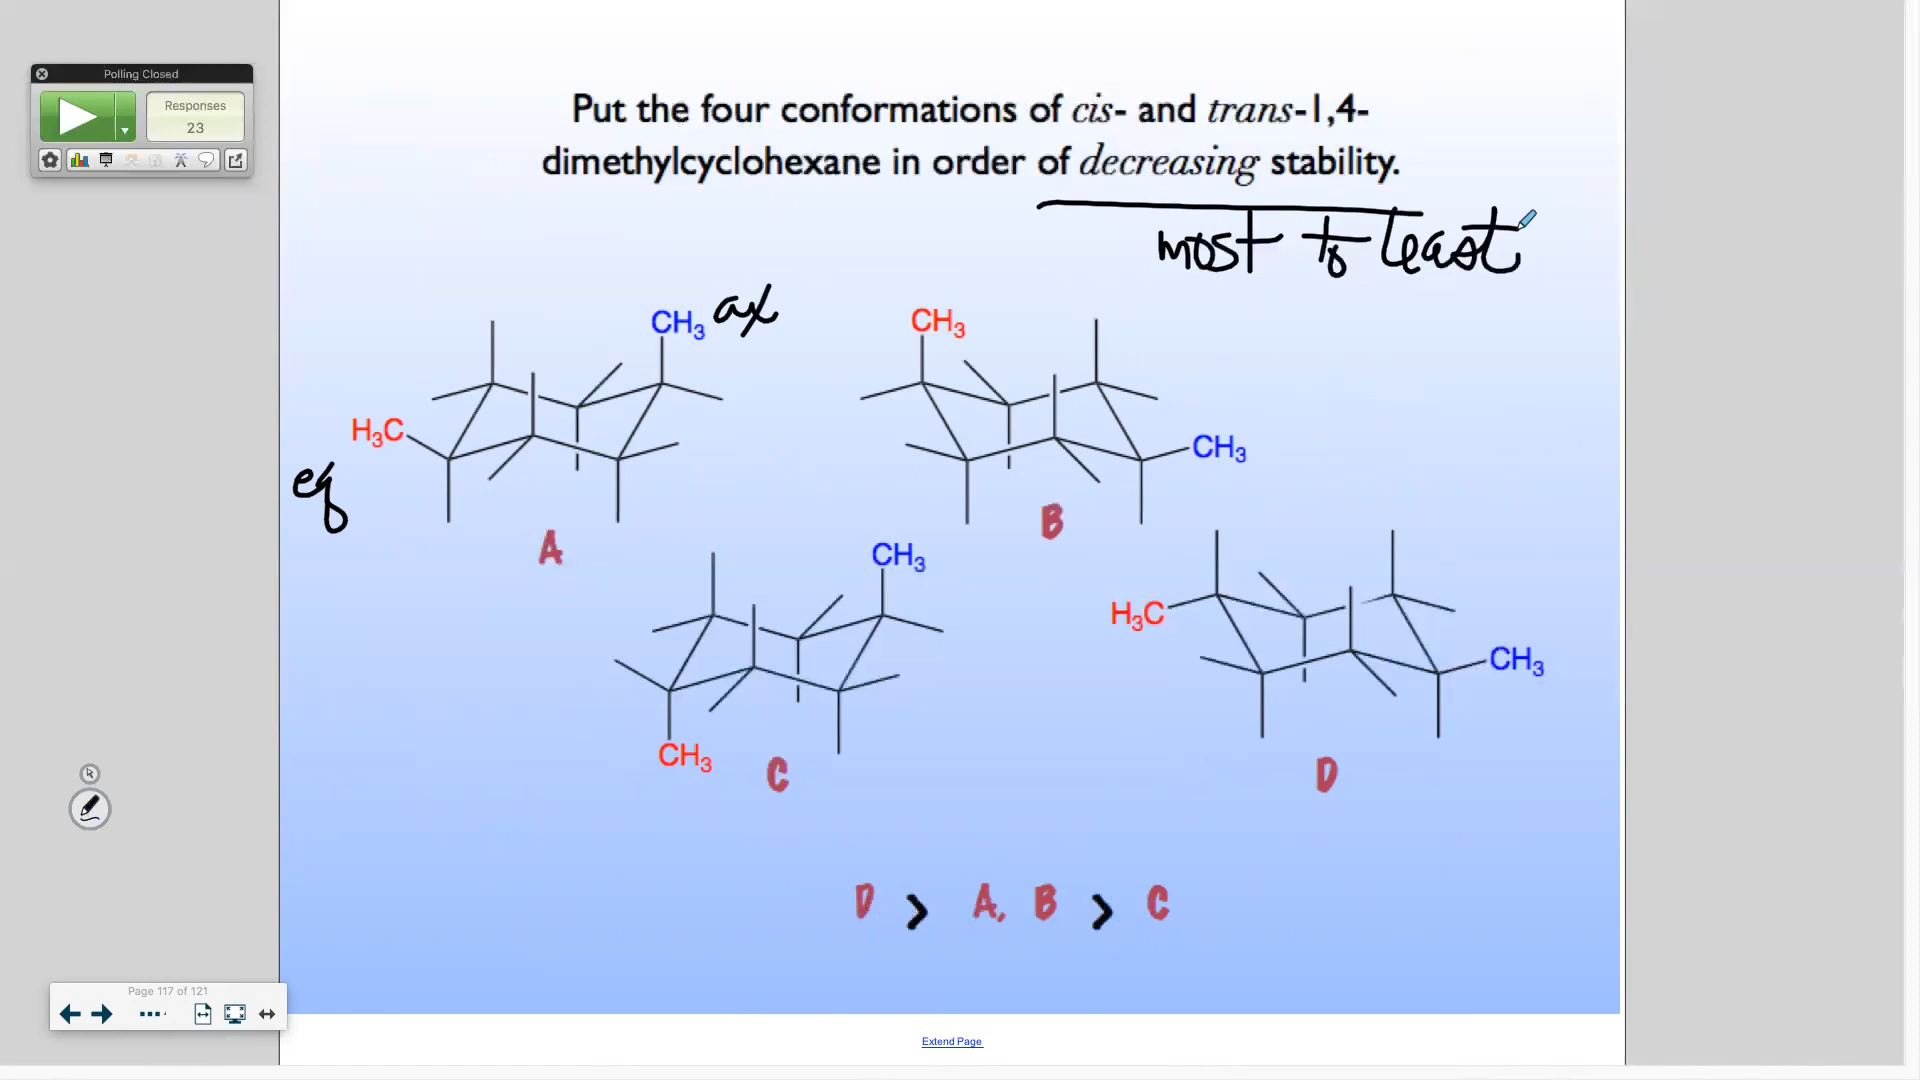 Polling Closed
Responses
23
Put the four conformations of cis- and trans-1,4-
dimethylcyclohexane in order of decreasing stability.
most to least
CH₃ ax
H₃C
eq
A
CH₃
CH₃
B
CH₃
CH₃
C
H₃C
CH₃
D
D > A, B > C
Page 117 of 121
Extend Page